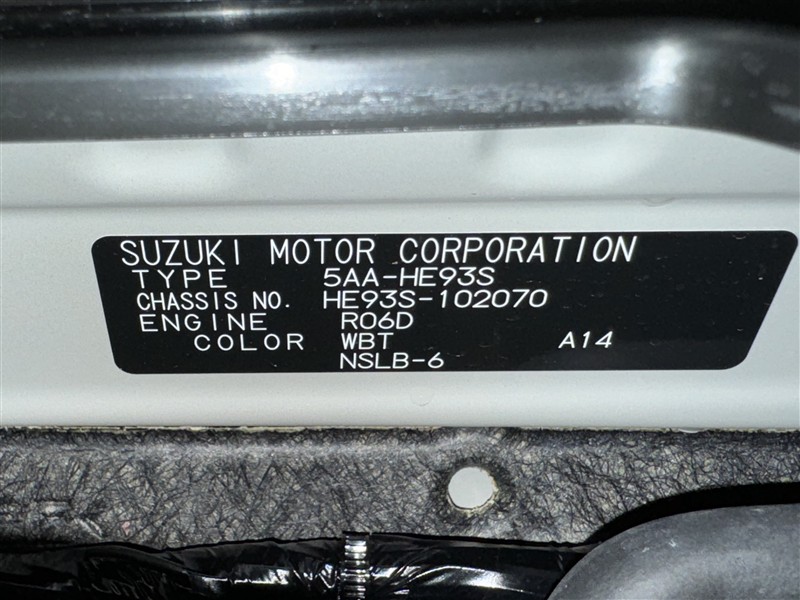 SUZUKI MOTOR CORPORATION
TYPE 5AA-HE93S
CHASSIS NO. HE93S-102070
ENGINE R06D
COLOR WBT A14
NSLB-6